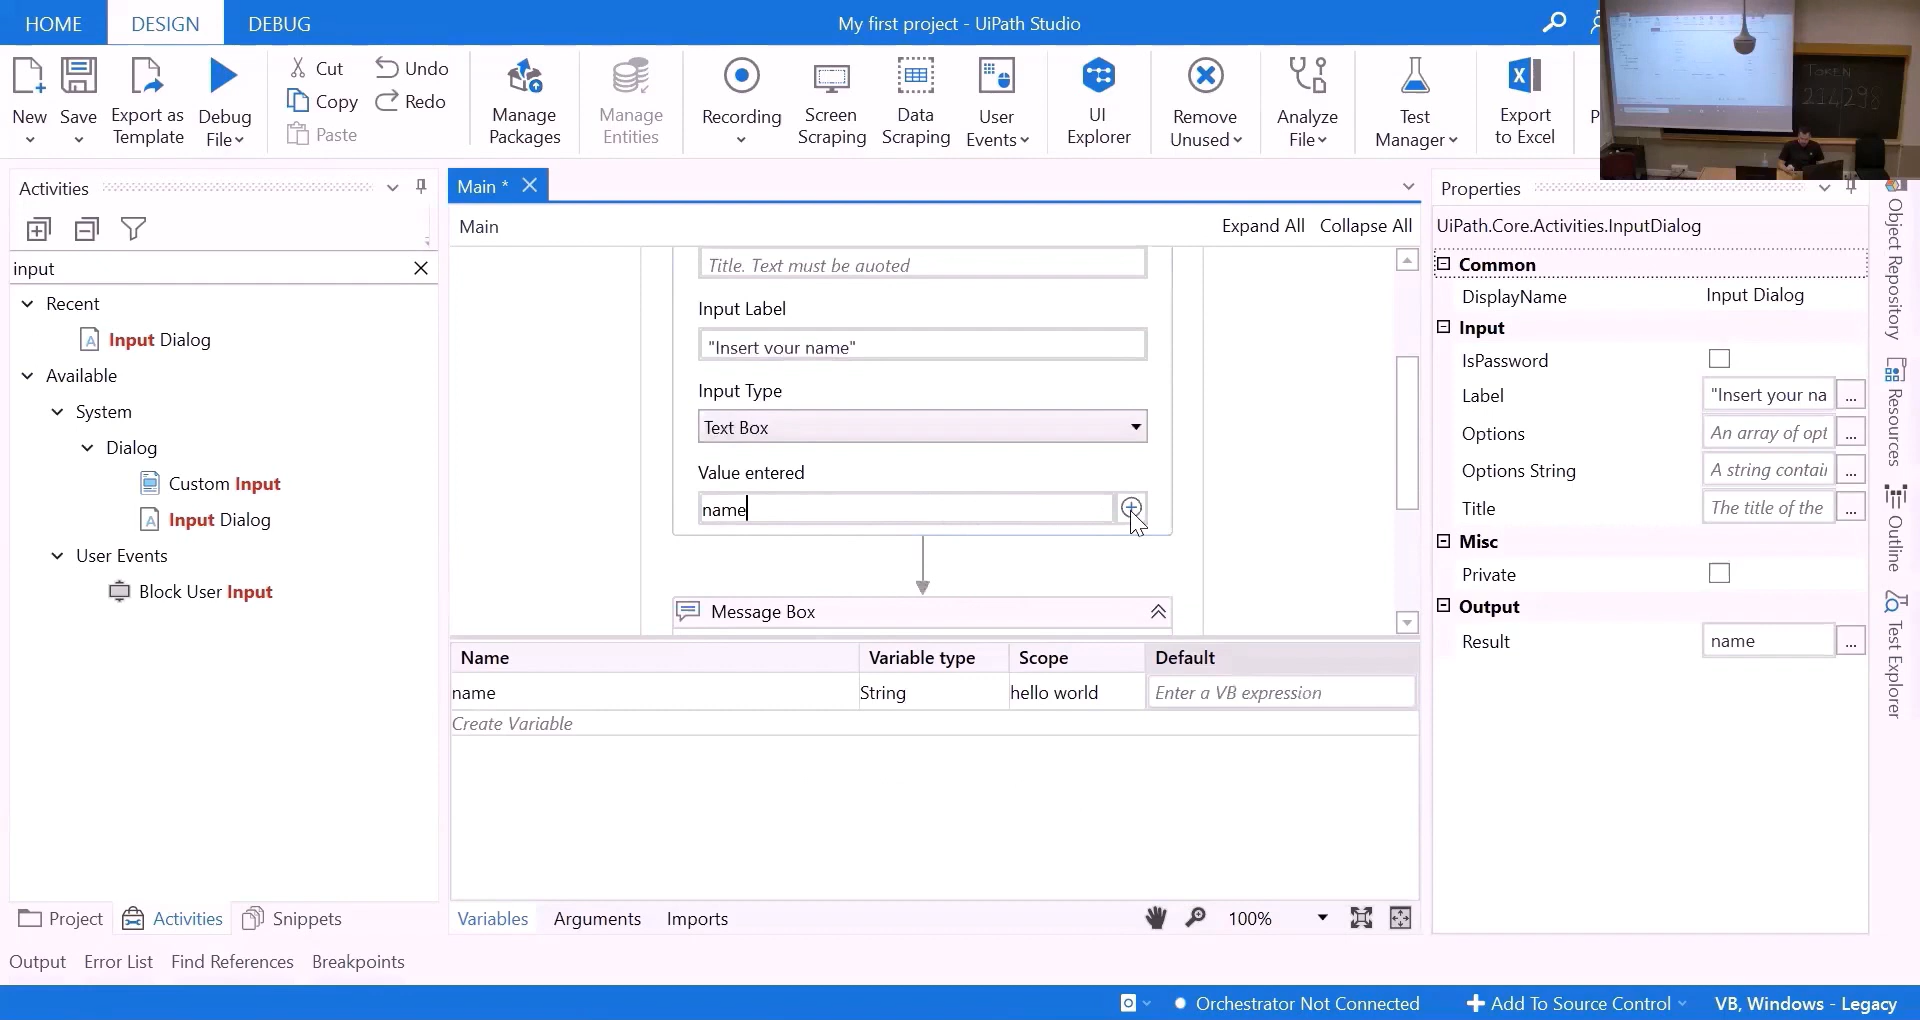 HOME
DESIGN
DEBUG
My first project - UiPath Studio
New
Save
Export as Template
Debug File
Cut
Copy
Paste
Undo
Redo
Manage Packages
Manage Entities
Recording
Screen Scraping
Data Scraping
User Events
UI Explorer
Remove Unused
Analyze File
Test Manager
Export to Excel
P
TOKEN
214298
Activities
input
Recent
Input Dialog
Available
System
Dialog
Custom Input
Input Dialog
User Events
Block User Input
Project
Activities
Snippets
Main *
Main
Expand All
Collapse All
Title. Text must be quoted
Input Label
"Insert your name"
Input Type
Text Box
Value entered
name
Message Box
Name Variable type Scope Default
name String hello world Enter a VB expression
Create Variable
Variables
Arguments
Imports
100%
Properties
UiPath.Core.Activities.InputDialog
Common
DisplayName Input Dialog
Input
IsPassword
Label "Insert your na ...
Options An array of opt ...
Options String A string contai ...
Title The title of the ...
Misc
Private
Output
Result name ...
Object Repository
Resources
Outline
Test Explorer
Output
Error List
Find References
Breakpoints
Orchestrator Not Connected
Add To Source Control
VB, Windows - Legacy